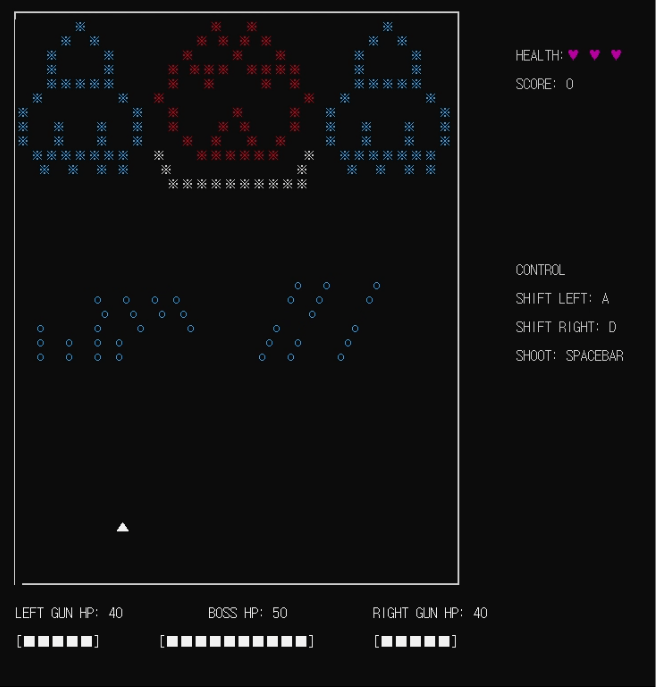 HEALTH:♥ ♥ ♥
SCORE: 0
CONTROL
SHIFT LEFT: A
SHIFT RIGHT: D
SHOOT: SPACEBAR
LEFT GUN HP: 40
BOSS HP: 50
RIGHT GUN HP: 40
[■■■■■]
[■■■■■■■■■■]
[■■■■■]